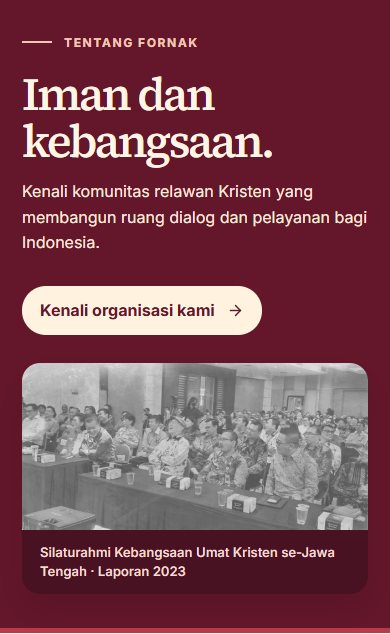 TENTANG FORNAK
Iman dan
kebangsaan.
Kenali komunitas relawan Kristen yang
membangun ruang dialog dan pelayanan bagi
Indonesia.
Kenali organisasi kami →
Silaturahmi Kebangsaan Umat Kristen se-Jawa
Tengah · Laporan 2023